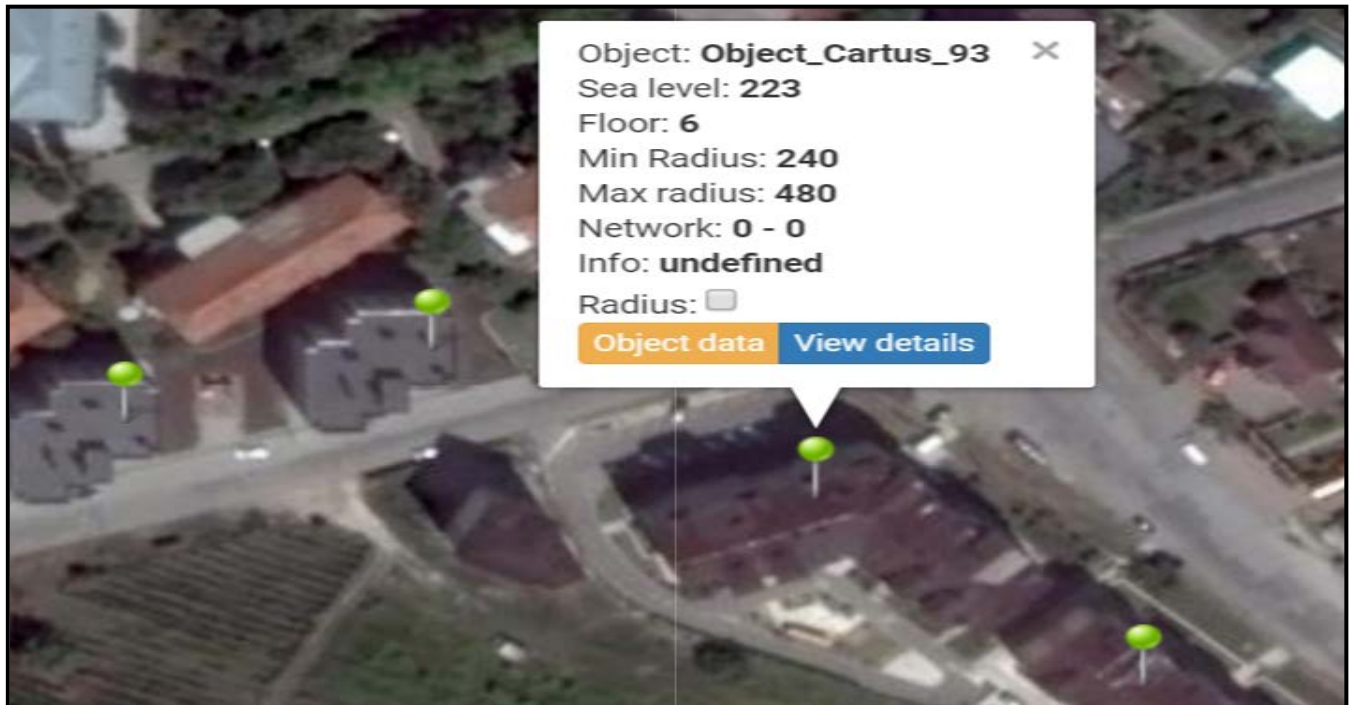 Object: Object_Cartus_93 ×
Sea level: 223
Floor: 6
Min Radius: 240
Max radius: 480
Network: 0 - 0
Info: undefined
Radius:
Object data View details